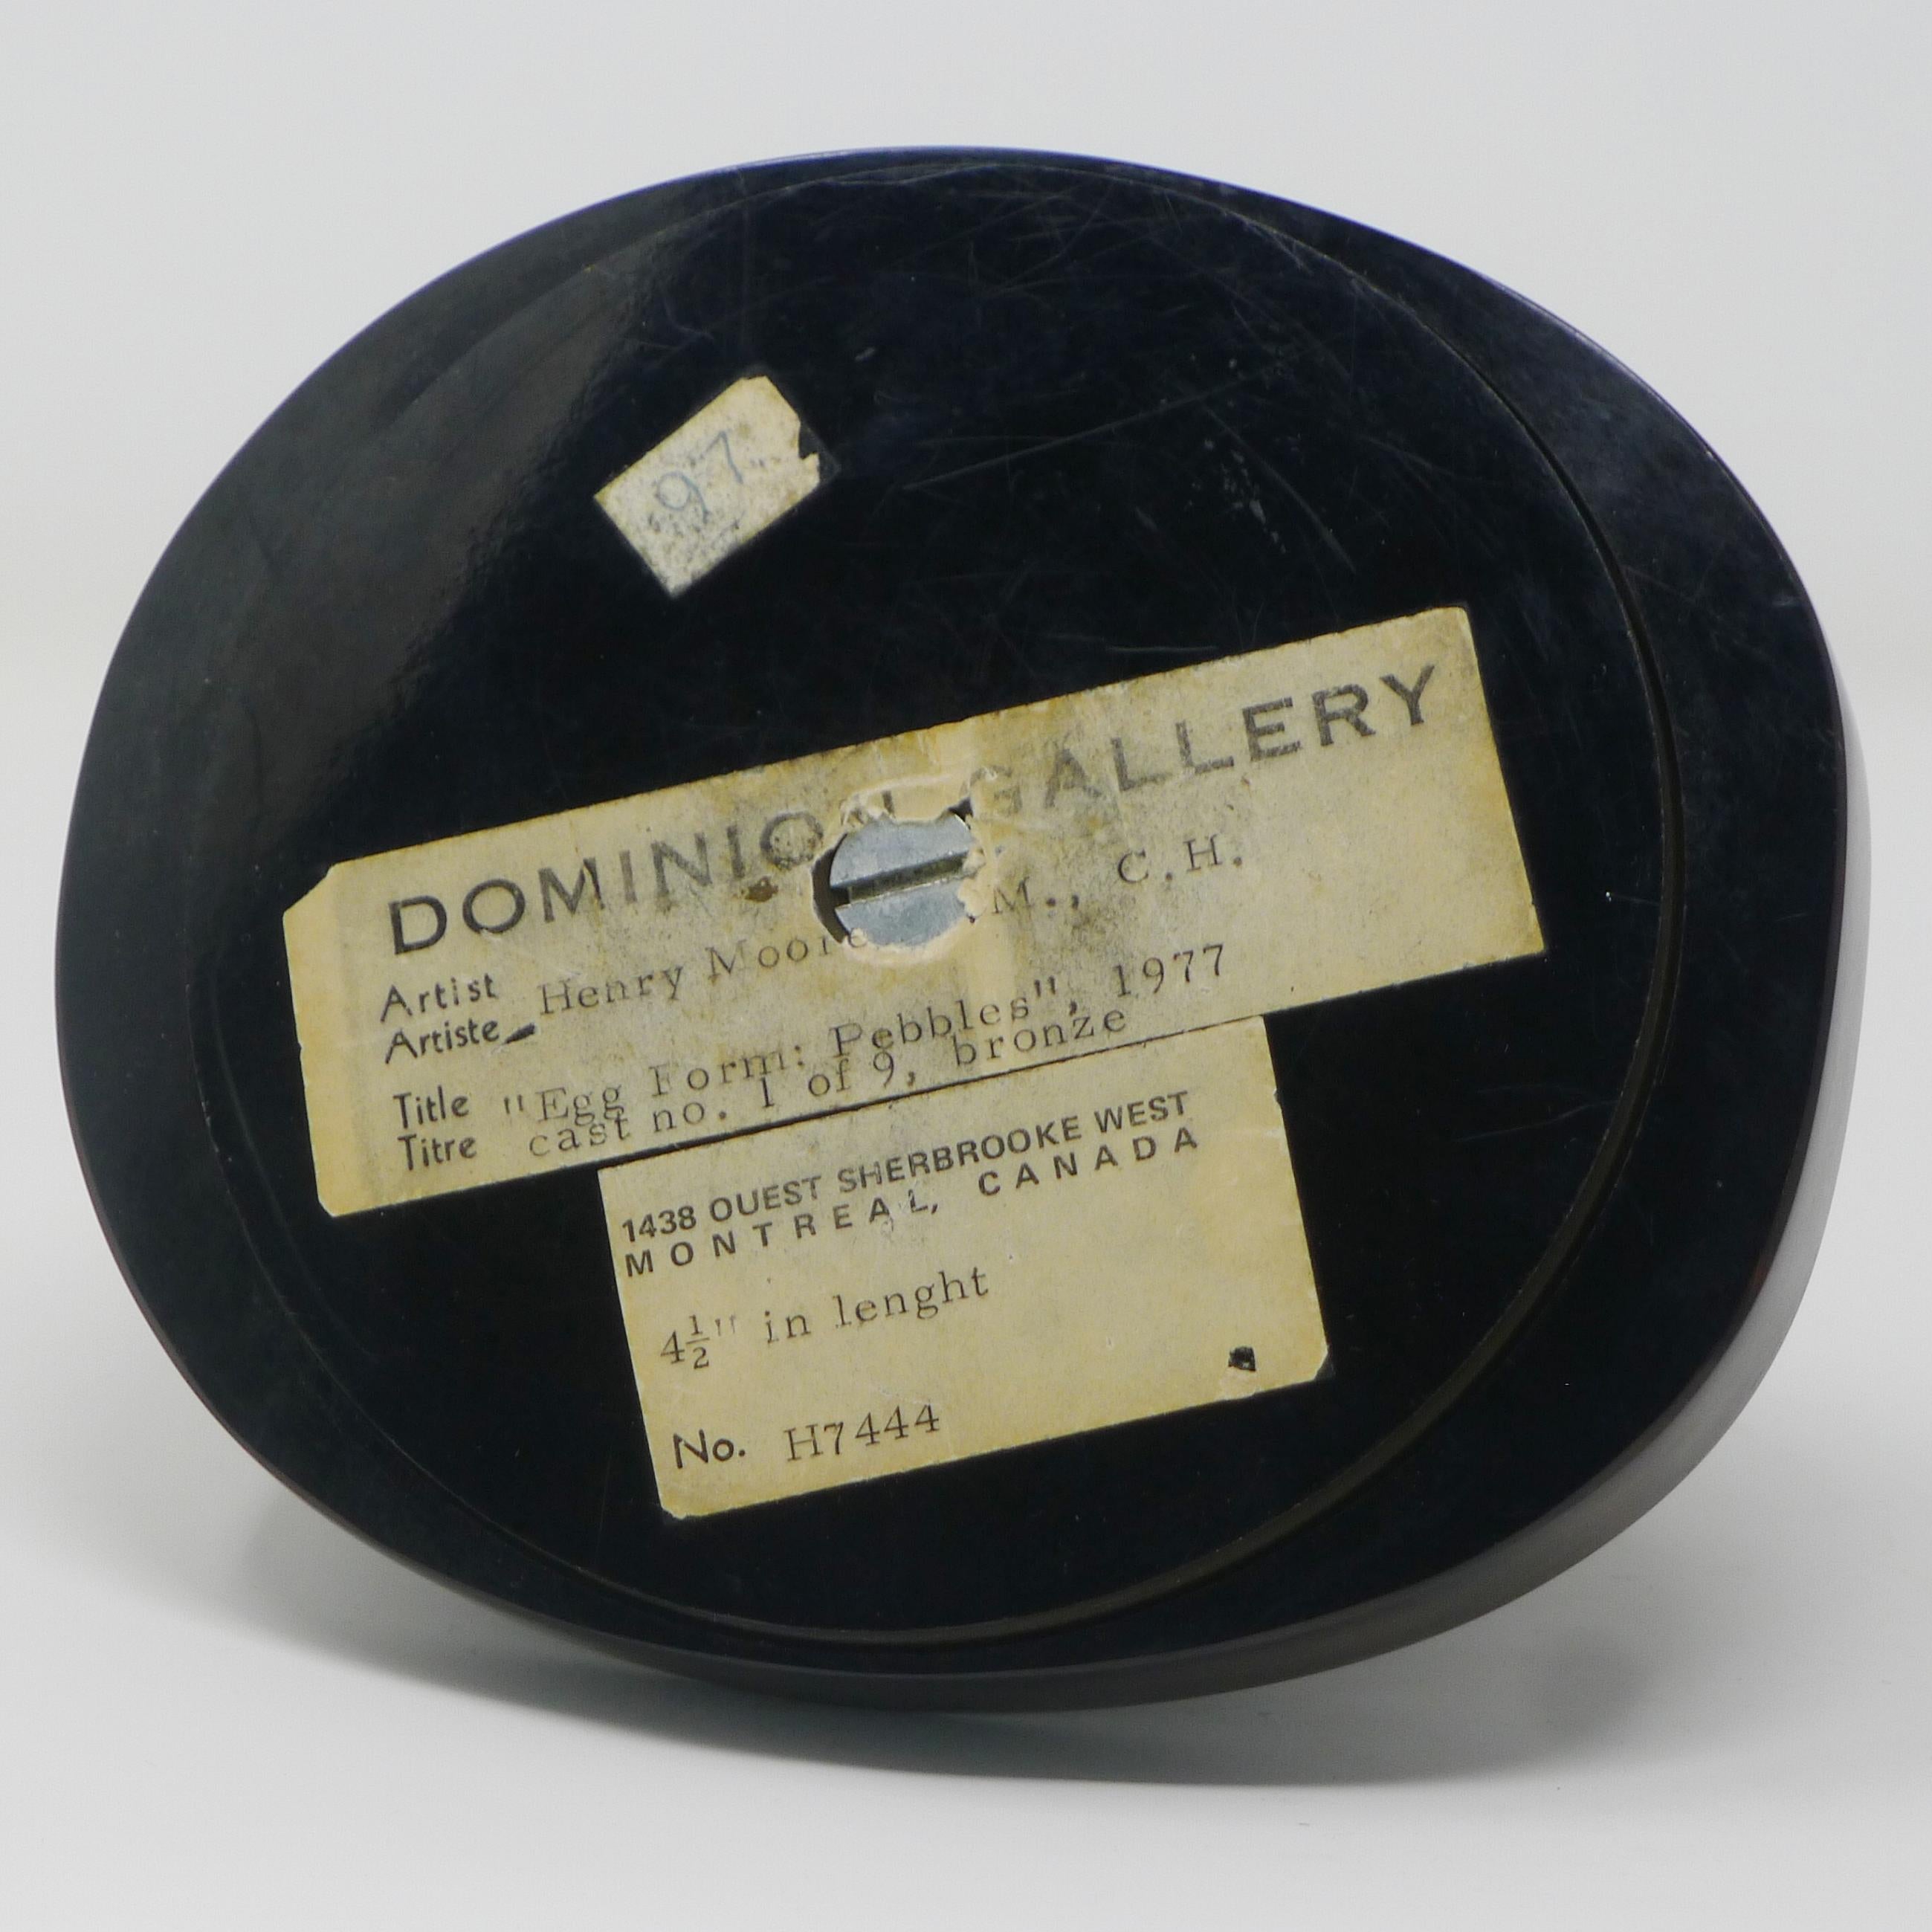 97
DOMINION GALLERY
Artist
Artiste Henry Moore M., C.H.
Title "Egg Form: Pebbles", 1977
Titre cast no. 1 of 9, bronze
1438 OUEST SHERBROOKE WEST
MONTREAL, CANADA
4½" in lenght
No. H7444